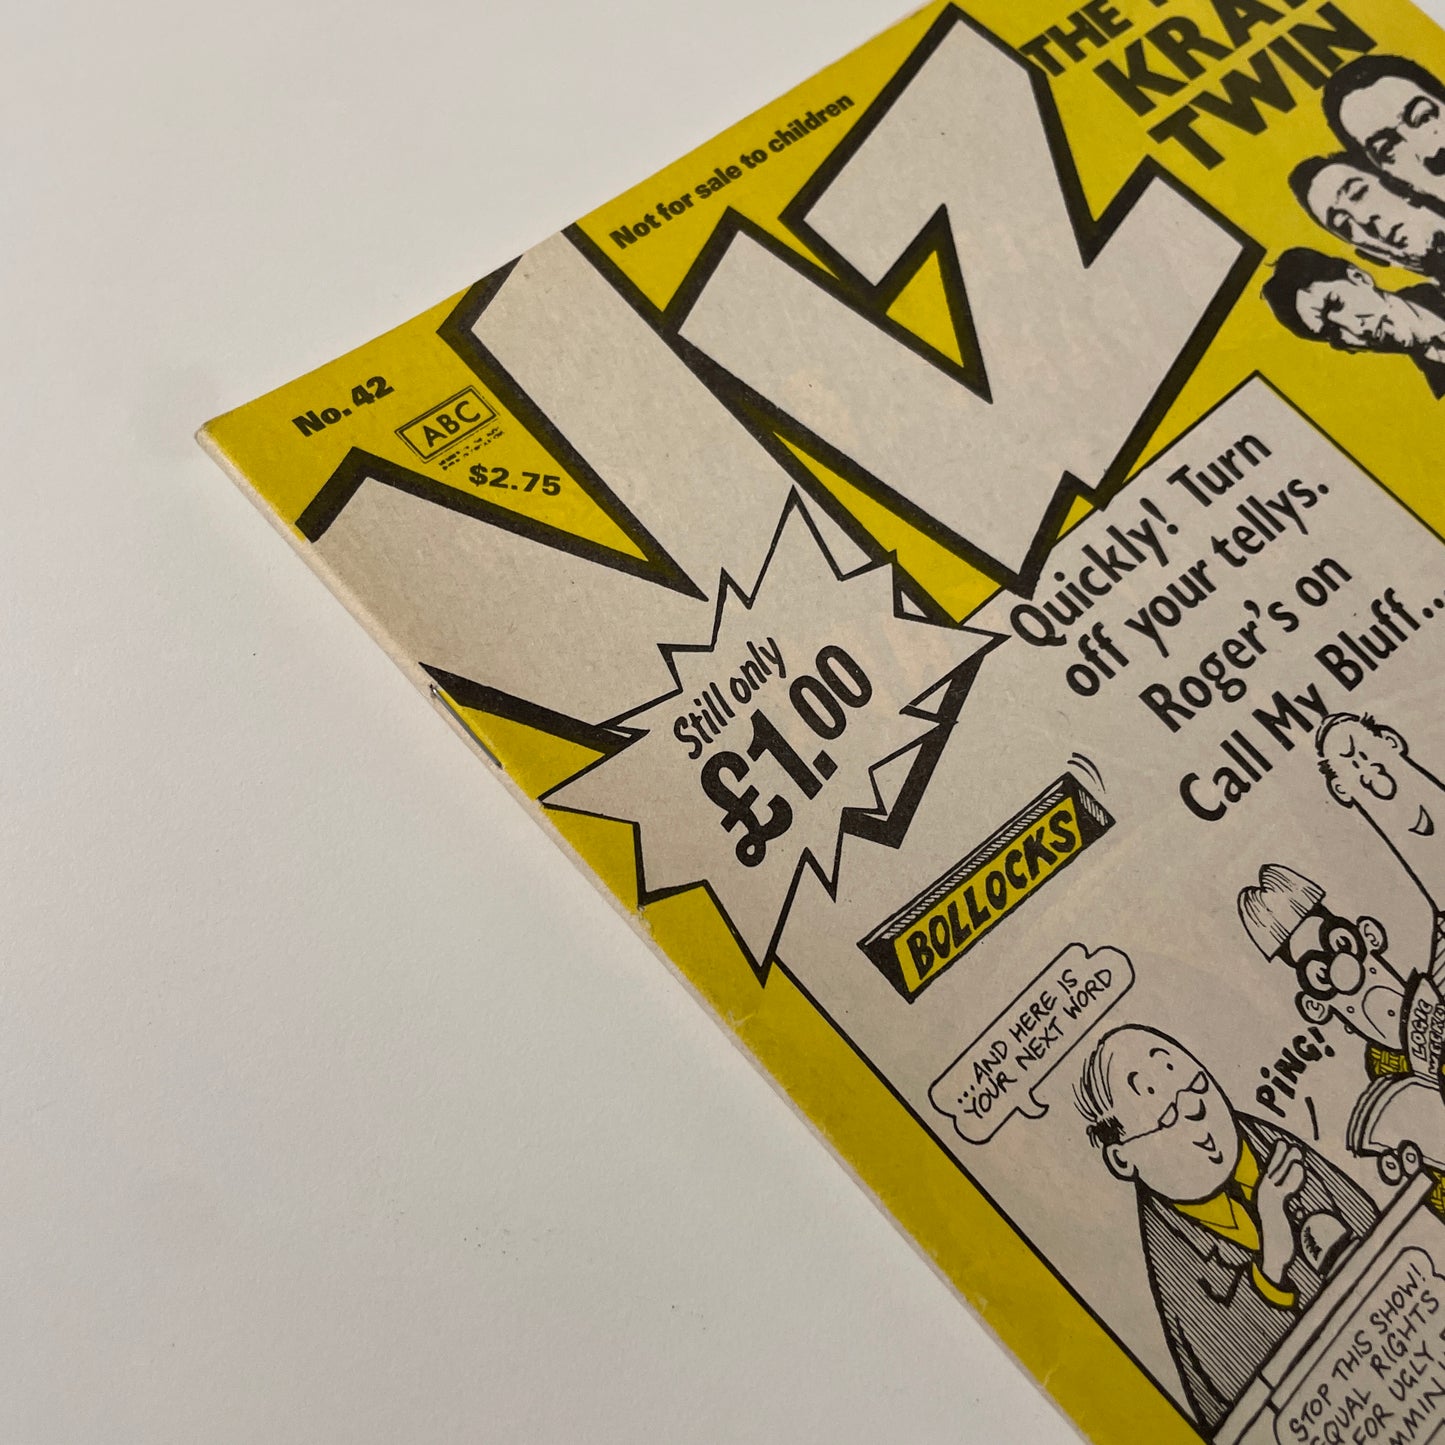 No. 42
ABC
$2.75
Not for sale to children
VIZ
THE
TWIN
Still only
£1.00
Quickly! Turn
off your tellys.
Roger's on
Call My Bluff...
BOLLOCKS
...AND HERE IS
YOUR NEXT WORD
PING!
STOP THIS SHOW!
EQUAL RIGHTS
FOR UGLY